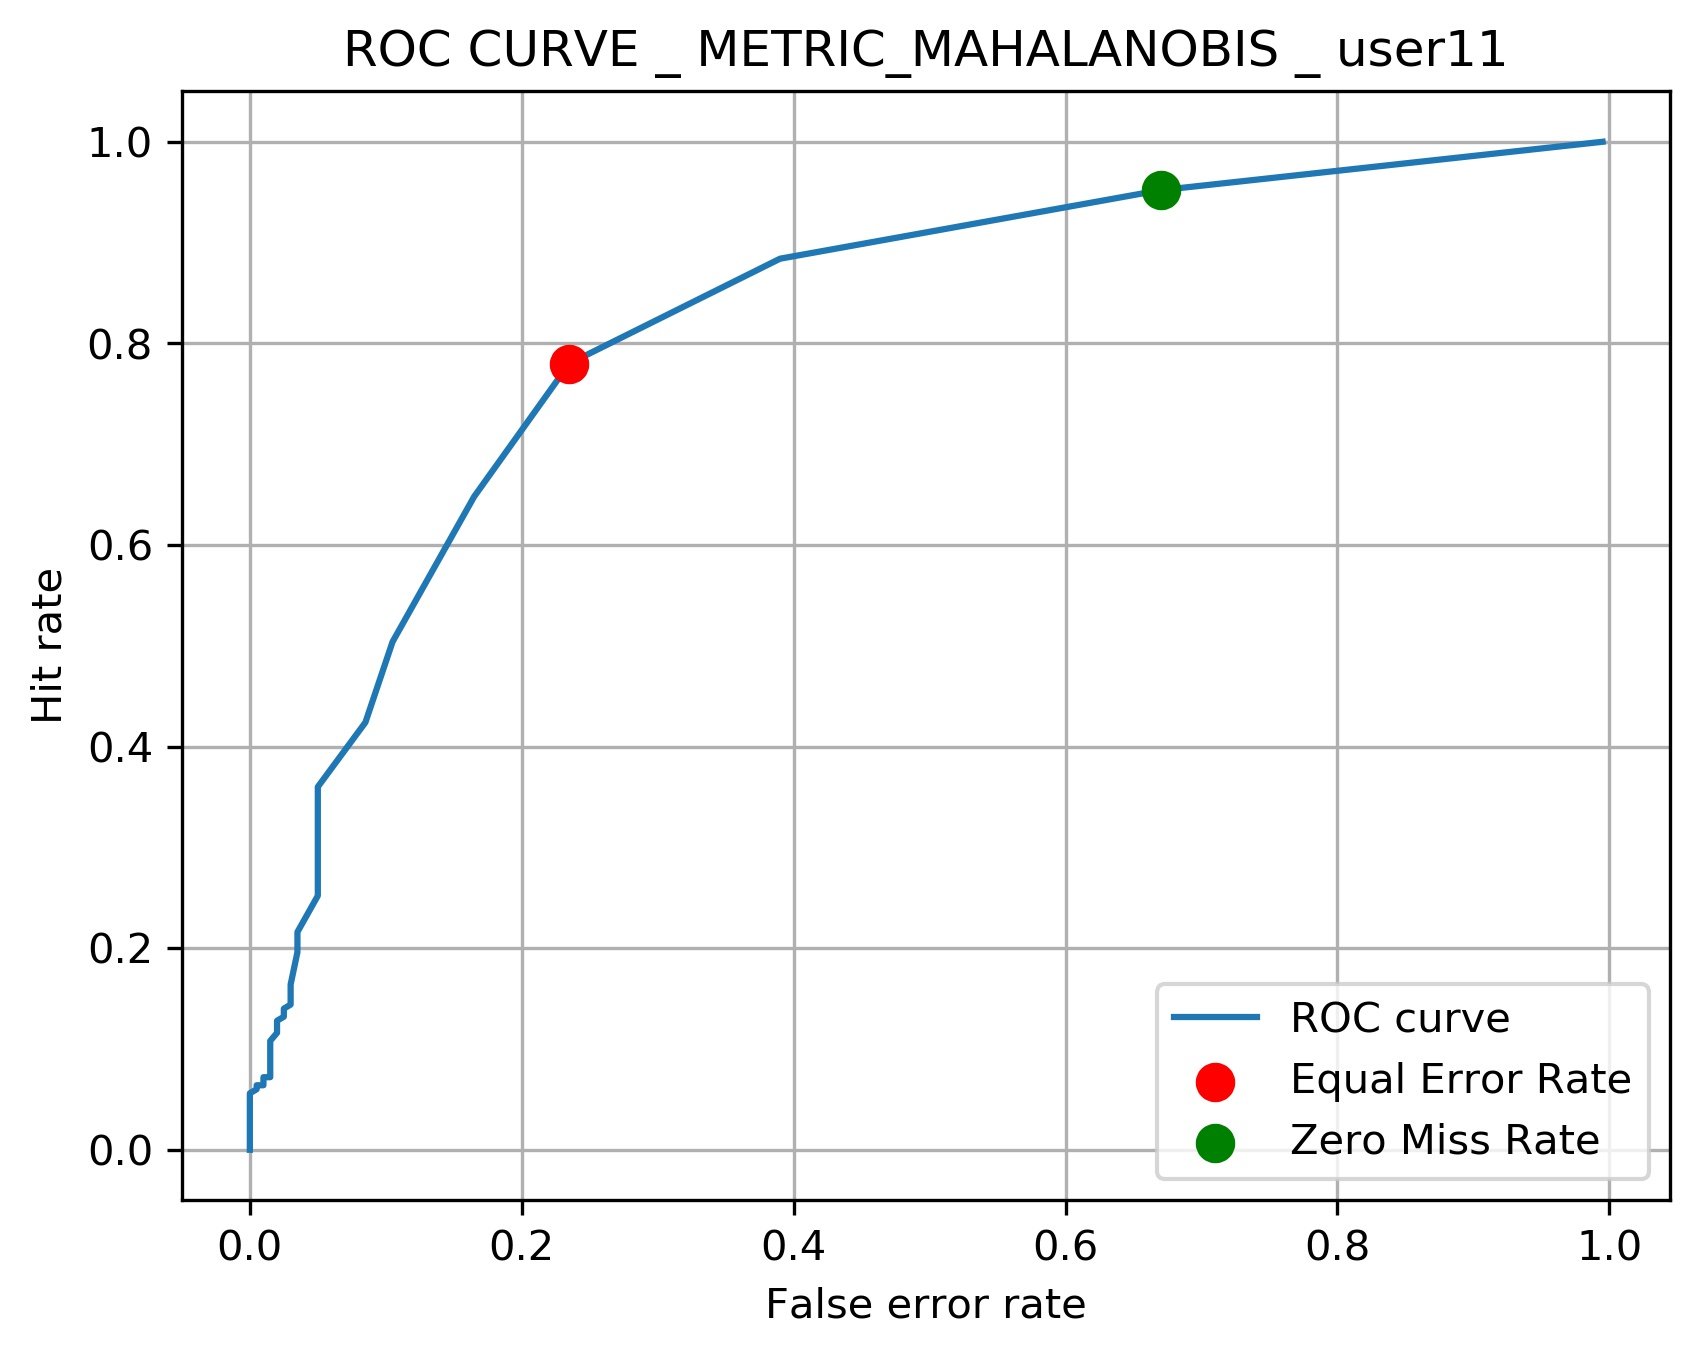 ROC CURVE _ METRIC_MAHALANOBIS _ user11
1.0
0.8
0.6
0.4
0.2
0.0
Hit rate
ROC curve
Equal Error Rate
Zero Miss Rate
0.0 0.2 0.4 0.6 0.8 1.0
False error rate